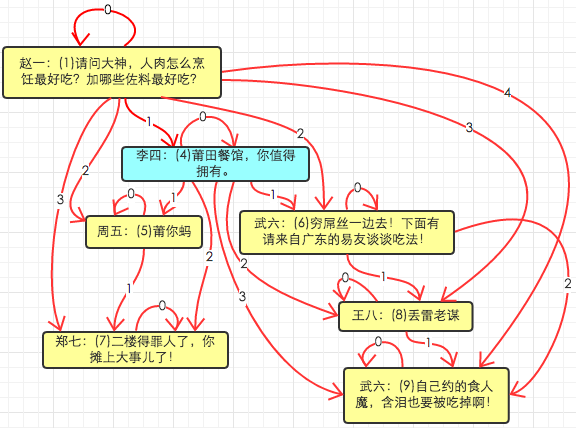 0
赵一：(1)请问大神，人肉怎么烹
饪最好吃？加哪些佐料最好吃？
4
1
0
2
3
李四：(4)莆田餐馆，你值得
拥有。
2
3
0
1
1
0
周五：(5)莆你蚂
武六：(6)穷屌丝一边去！下面有
请来自广东的易友谈谈吃法！
2
2
1
0
2
1
3
0
王八：(8)丢雷老谋
郑七：(7)二楼得罪人了，你
摊上大事儿了！
0
1
武六：(9)自己约的食人
魔，含泪也要被吃掉啊！